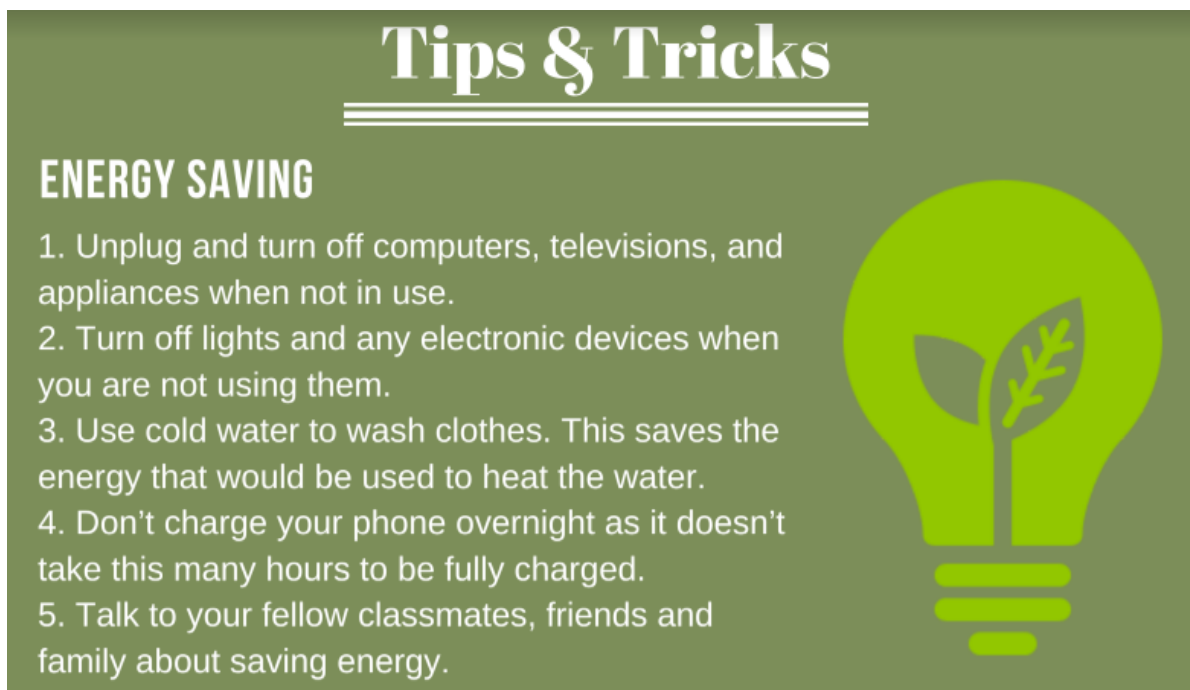 Tips & Tricks
ENERGY SAVING
1. Unplug and turn off computers, televisions, and
appliances when not in use.
2. Turn off lights and any electronic devices when
you are not using them.
3. Use cold water to wash clothes. This saves the
energy that would be used to heat the water.
4. Don’t charge your phone overnight as it doesn’t
take this many hours to be fully charged.
5. Talk to your fellow classmates, friends and
family about saving energy.